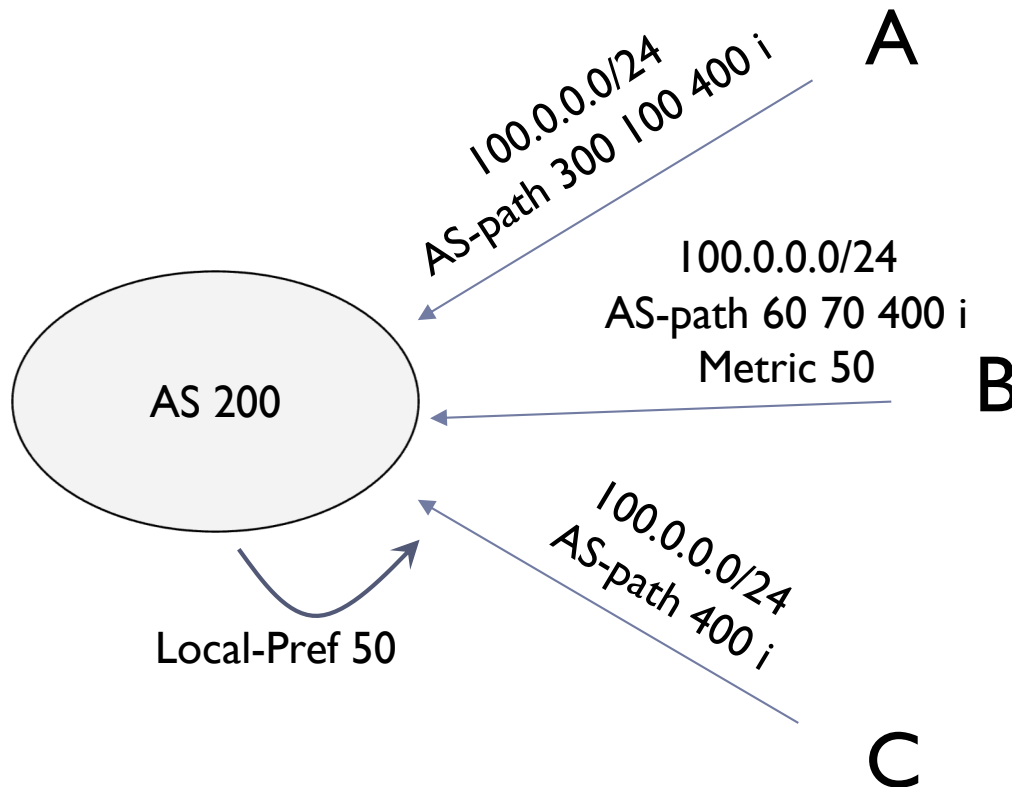 A
100.0.0.0/24
AS-path 300 100 400 i
100.0.0.0/24
AS-path 60 70 400 i
Metric 50
B
AS 200
100.0.0.0/24
AS-path 400 i
Local-Pref 50
C